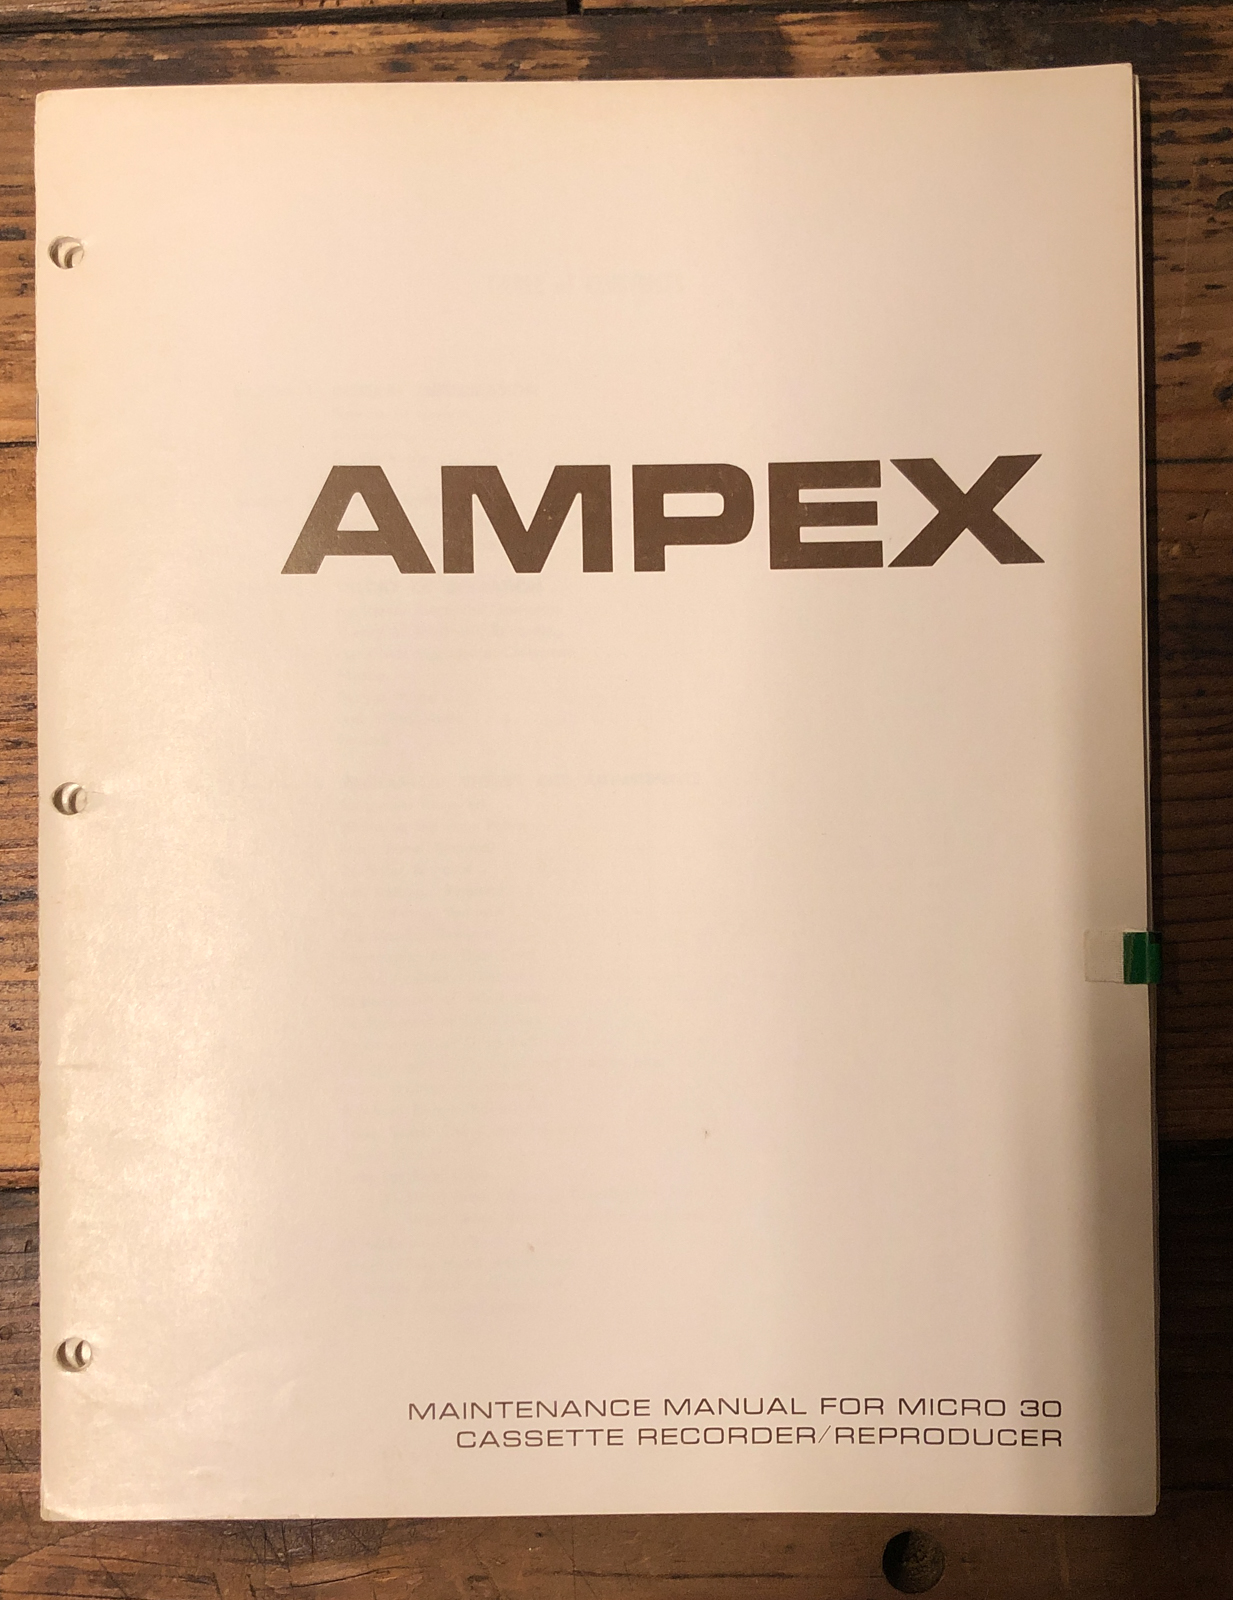 AMPEX
MAINTENANCE MANUAL FOR MICRO 30
CASSETTE RECORDER/REPRODUCER